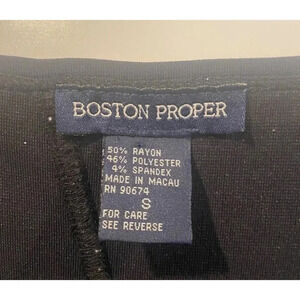 BOSTON PROPER
50% RAYON
46% POLYESTER
4% SPANDEX
MADE IN MACAU
RN 90674
S
FOR CARE
SEE REVERSE